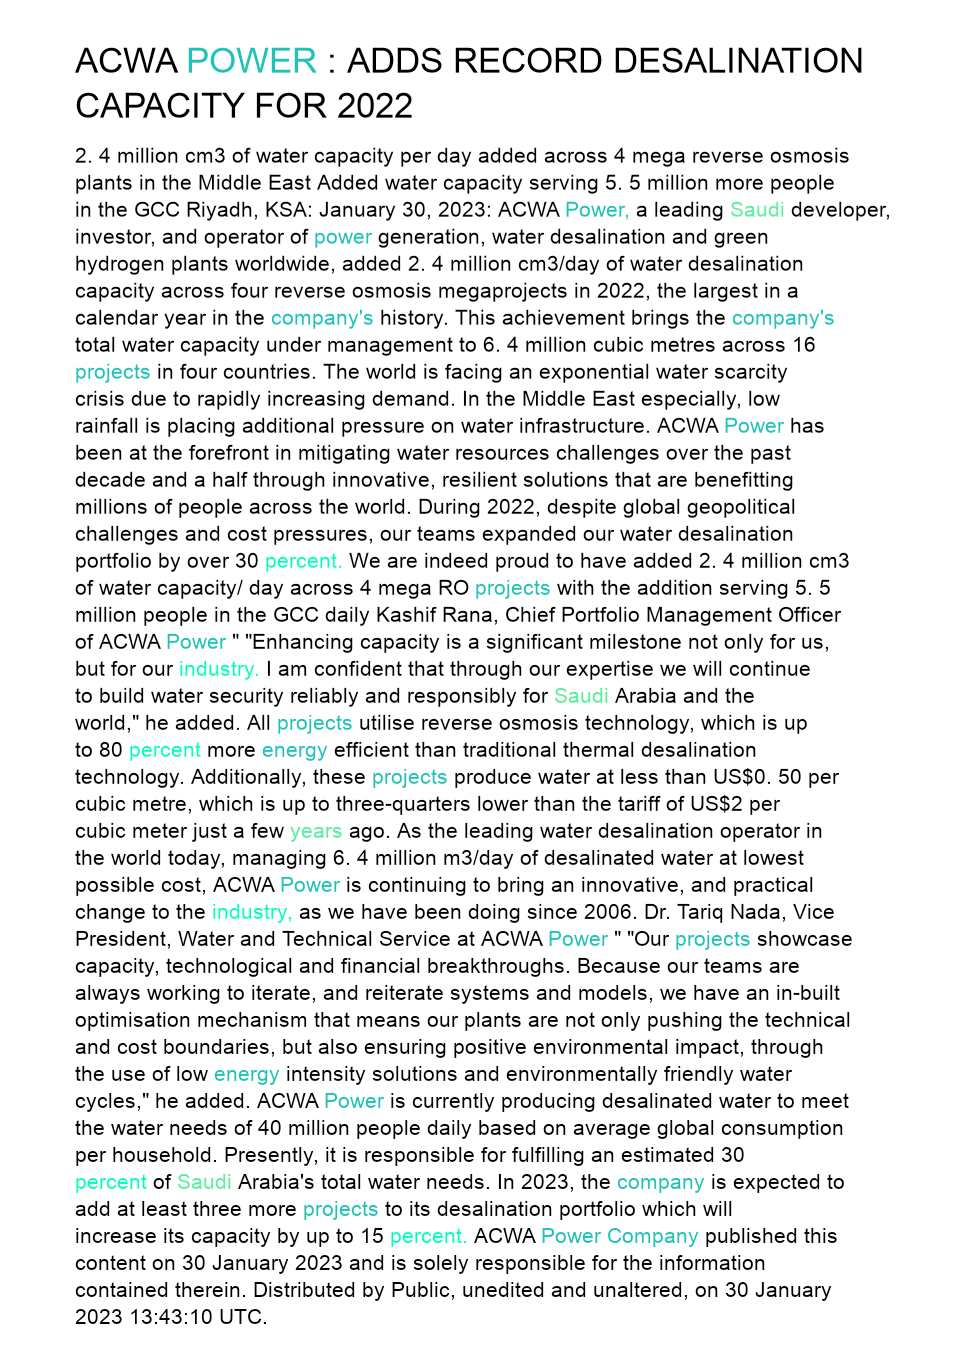 ACWA POWER : ADDS RECORD DESALINATION
CAPACITY FOR 2022
2. 4 million cm3 of water capacity per day added across 4 mega reverse osmosis
plants in the Middle East Added water capacity serving 5. 5 million more people
in the GCC Riyadh, KSA: January 30, 2023: ACWA Power, a leading Saudi developer,
investor, and operator of power generation, water desalination and green
hydrogen plants worldwide, added 2. 4 million cm3/day of water desalination
capacity across four reverse osmosis megaprojects in 2022, the largest in a
calendar year in the company's history. This achievement brings the company's
total water capacity under management to 6. 4 million cubic metres across 16
projects in four countries. The world is facing an exponential water scarcity
crisis due to rapidly increasing demand. In the Middle East especially, low
rainfall is placing additional pressure on water infrastructure. ACWA Power has
been at the forefront in mitigating water resources challenges over the past
decade and a half through innovative, resilient solutions that are benefitting
millions of people across the world. During 2022, despite global geopolitical
challenges and cost pressures, our teams expanded our water desalination
portfolio by over 30 percent. We are indeed proud to have added 2. 4 million cm3
of water capacity/ day across 4 mega RO projects with the addition serving 5. 5
million people in the GCC daily Kashif Rana, Chief Portfolio Management Officer
of ACWA Power " "Enhancing capacity is a significant milestone not only for us,
but for our industry. I am confident that through our expertise we will continue
to build water security reliably and responsibly for Saudi Arabia and the
world," he added. All projects utilise reverse osmosis technology, which is up
to 80 percent more energy efficient than traditional thermal desalination
technology. Additionally, these projects produce water at less than US$0. 50 per
cubic metre, which is up to three-quarters lower than the tariff of US$2 per
cubic meter just a few years ago. As the leading water desalination operator in
the world today, managing 6. 4 million m3/day of desalinated water at lowest
possible cost, ACWA Power is continuing to bring an innovative, and practical
change to the industry, as we have been doing since 2006. Dr. Tariq Nada, Vice
President, Water and Technical Service at ACWA Power " "Our projects showcase
capacity, technological and financial breakthroughs. Because our teams are
always working to iterate, and reiterate systems and models, we have an in-built
optimisation mechanism that means our plants are not only pushing the technical
and cost boundaries, but also ensuring positive environmental impact, through
the use of low energy intensity solutions and environmentally friendly water
cycles," he added. ACWA Power is currently producing desalinated water to meet
the water needs of 40 million people daily based on average global consumption
per household. Presently, it is responsible for fulfilling an estimated 30
percent of Saudi Arabia's total water needs. In 2023, the company is expected to
add at least three more projects to its desalination portfolio which will
increase its capacity by up to 15 percent. ACWA Power Company published this
content on 30 January 2023 and is solely responsible for the information
contained therein. Distributed by Public, unedited and unaltered, on 30 January
2023 13:43:10 UTC.